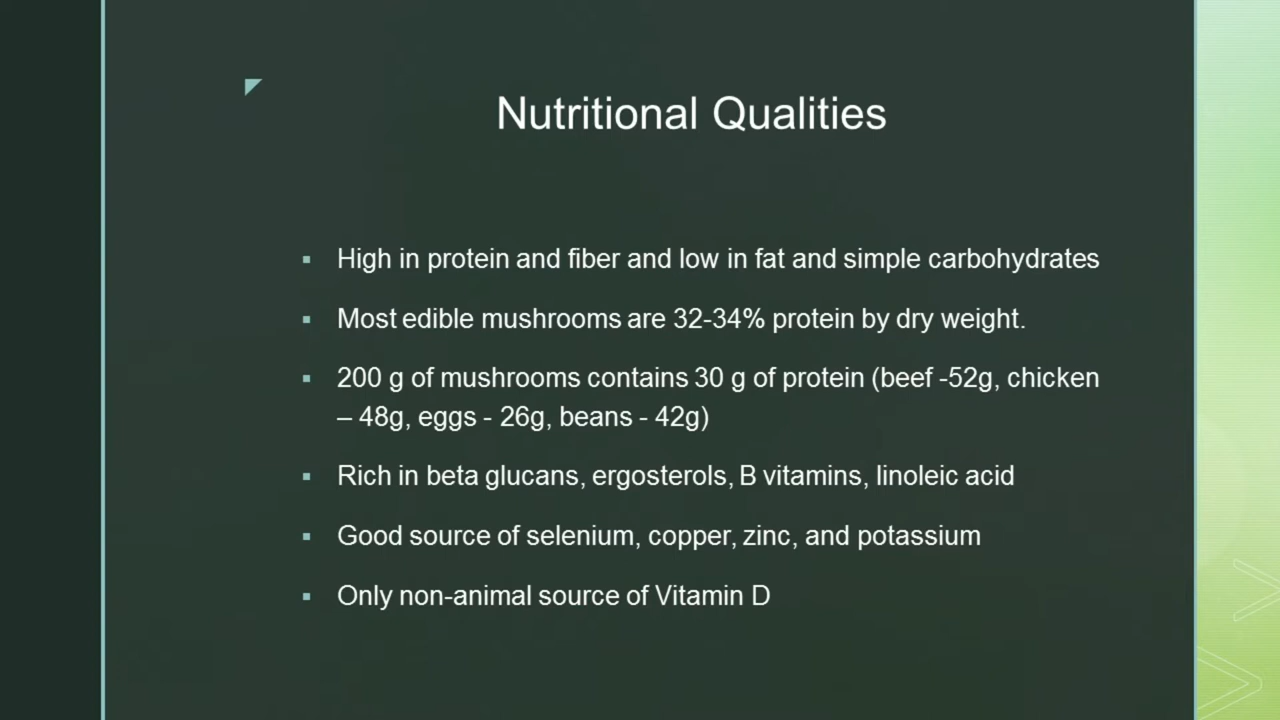 Nutritional Qualities
▪ High in protein and fiber and low in fat and simple carbohydrates
▪ Most edible mushrooms are 32-34% protein by dry weight.
▪ 200 g of mushrooms contains 30 g of protein (beef -52g, chicken
– 48g, eggs - 26g, beans - 42g)
▪ Rich in beta glucans, ergosterols, B vitamins, linoleic acid
▪ Good source of selenium, copper, zinc, and potassium
▪ Only non-animal source of Vitamin D